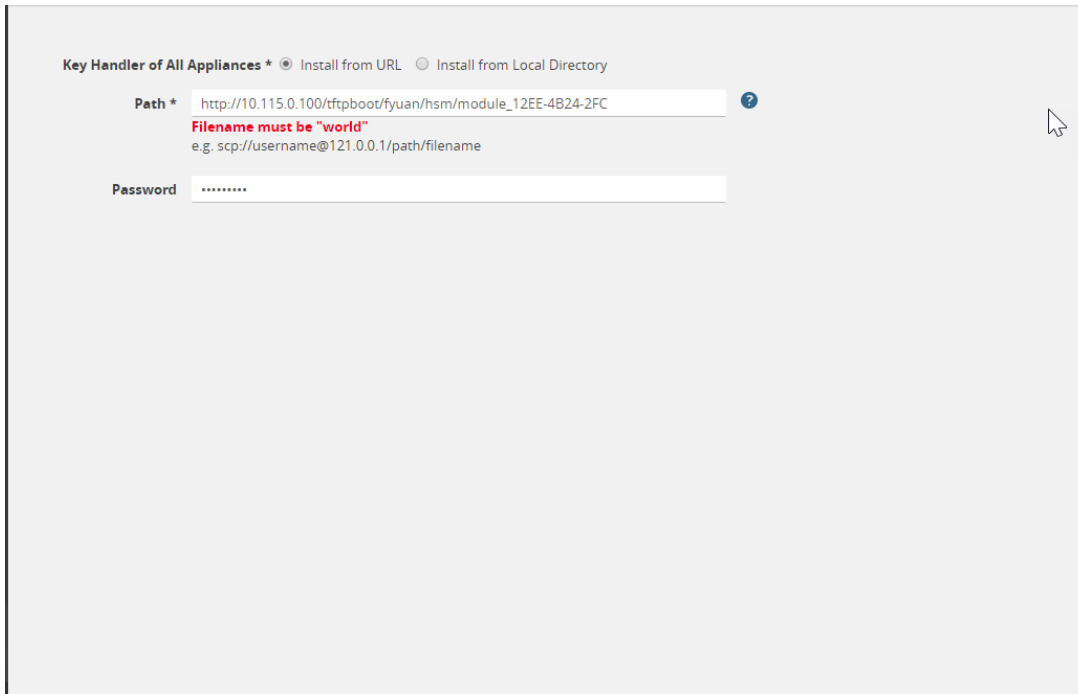 Key Handler of All Appliances * Install from URL Install from Local Directory
Path * http://10.115.0.100/tftpboot/fyuan/hsm/module_12EE-4B24-2FC ?
Filename must be "world"
e.g. scp://username@121.0.0.1/path/filename
Password •••••••••